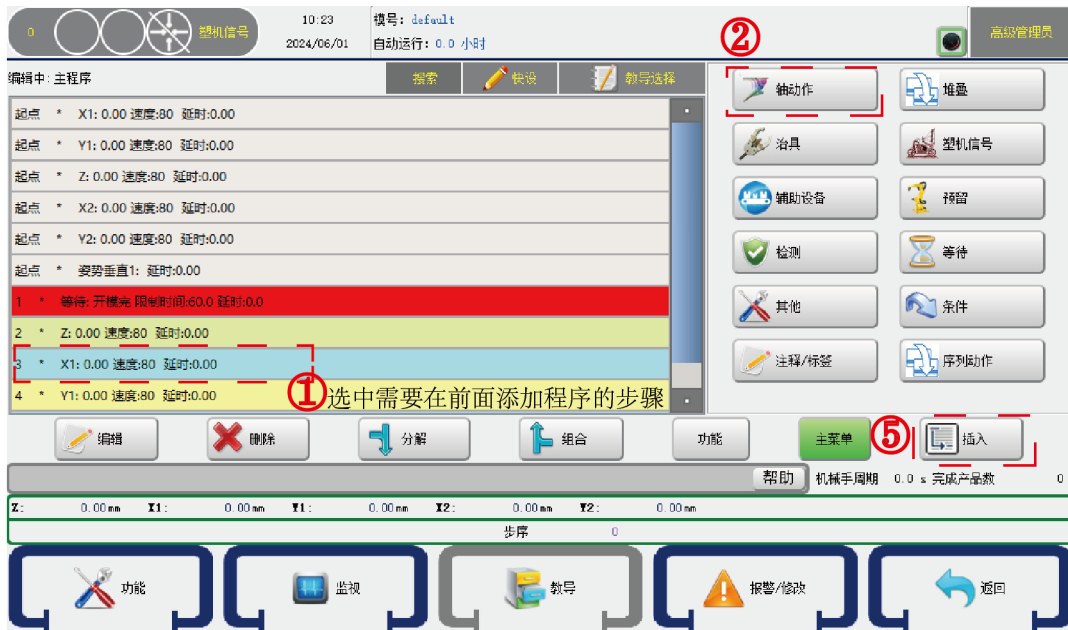 0 塑机信号 10:23 模号: default
2024/06/01 自动运行: 0.0 小时
高级管理员
②
编辑中: 主程序 搜索 快设 教导选择
起点 * X1: 0.00 速度:80 延时:0.00
起点 * Y1: 0.00 速度:80 延时:0.00
起点 * Z: 0.00 速度:80 延时:0.00
起点 * X2: 0.00 速度:80 延时:0.00
起点 * Y2: 0.00 速度:80 延时:0.00
起点 * 姿势垂直1: 延时:0.00
1 * 等待: 开模完 限制时间:60.0 延时:0.0
2 * Z: 0.00 速度:80 延时:0.00
3 * X1: 0.00 速度:80 延时:0.00
4 * Y1: 0.00 速度:80 延时:0.00
①选中需要在前面添加程序的步骤
轴动作 堆叠
治具 塑机信号
辅助设备 预留
检测 等待
其他 条件
注释/标签 序列动作
编辑 删除 分解 组合 功能 主菜单 ⑤ 插入
帮助 机械手周期 0.0 s 完成产品数 0
Z: 0.00mm X1: 0.00mm Y1: 0.00mm X2: 0.00mm Y2: 0.00mm
步序 0
功能 监视 教导 报警/修改 返回